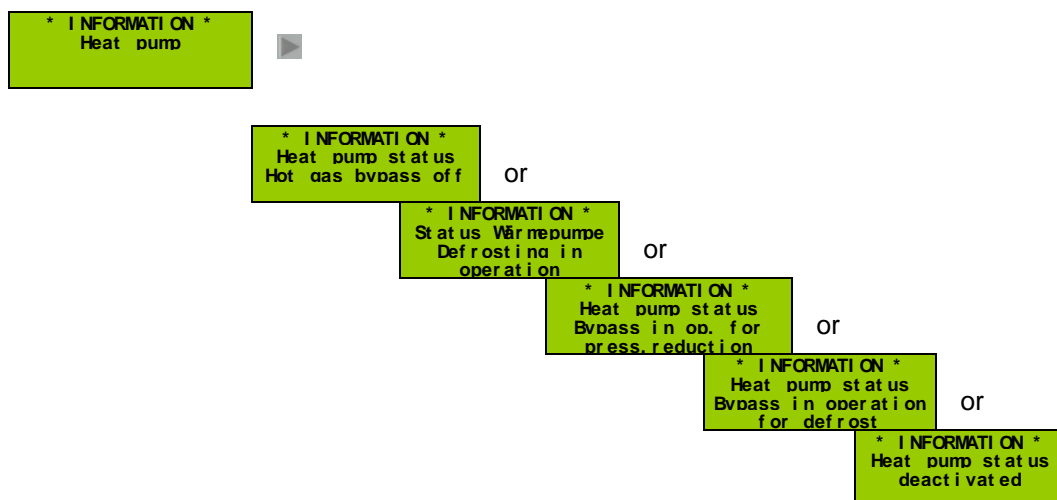 * INFORMATION *
Heat pump
* INFORMATION *
Heat pump status
Hot gas bypass off
or
* INFORMATION *
Status Wärmepumpe
Defrosting in
operation
or
* INFORMATION *
Heat pump status
Bypass in op. for
press. reduction
or
* INFORMATION *
Heat pump status
Bypass in operation
for defrost
or
* INFORMATION *
Heat pump status
deactivated